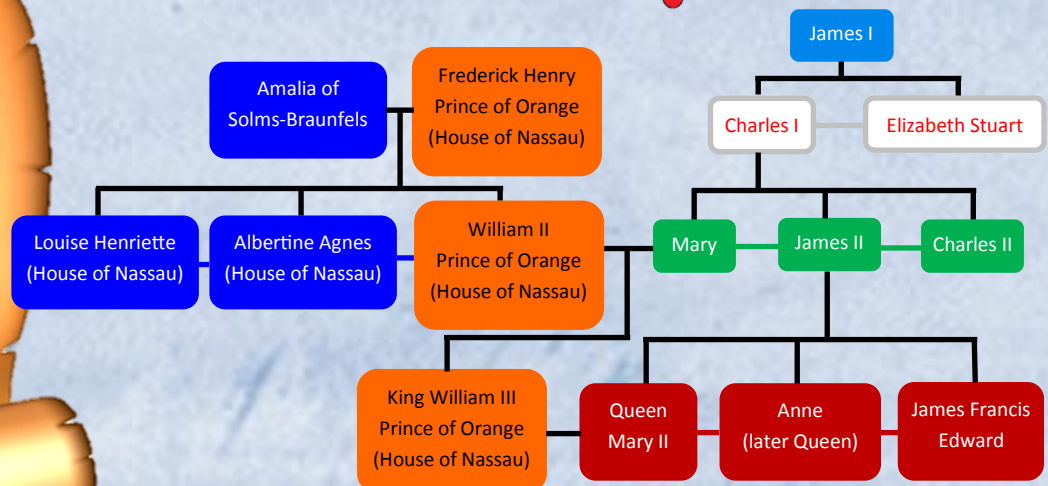 James I
Amalia of
Solms-Braunfels
Frederick Henry
Prince of Orange
(House of Nassau)
Charles I
Elizabeth Stuart
Louise Henriette
(House of Nassau)
Albertine Agnes
(House of Nassau)
William II
Prince of Orange
(House of Nassau)
Mary
James II
Charles II
King William III
Prince of Orange
(House of Nassau)
Queen
Mary II
Anne
(later Queen)
James Francis
Edward